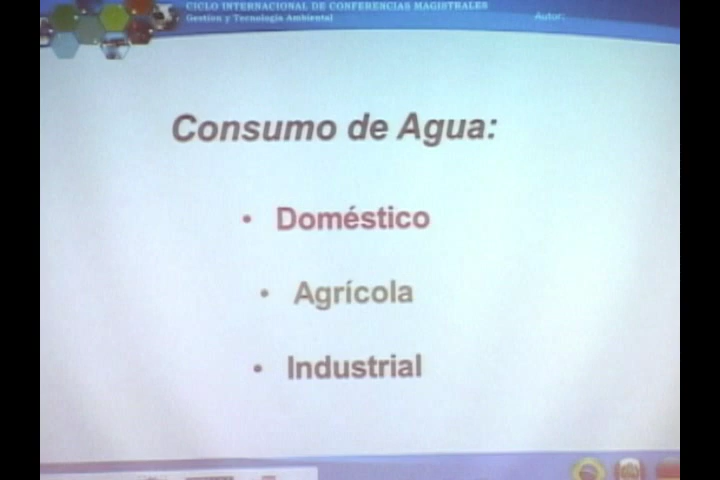 CICLO INTERNACIONAL DE CONFERENCIAS MAGISTRALES
Gestion y Tecnologia Ambiental
Autor:
Consumo de Agua:
• Doméstico
• Agrícola
• Industrial